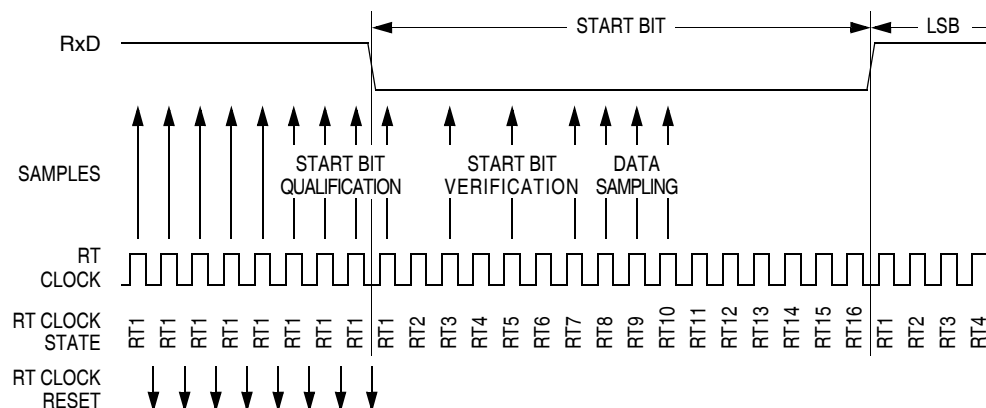 START BIT
LSB
RxD
SAMPLES
START BIT
QUALIFICATION
START BIT
VERIFICATION
DATA
SAMPLING
RT
CLOCK
RT CLOCK
STATE
RT1 RT1 RT1 RT1 RT1 RT1 RT1 RT1 RT1 RT2 RT3 RT4 RT5 RT6 RT7 RT8 RT9 RT10 RT11 RT12 RT13 RT14 RT15 RT16 RT1 RT2 RT3 RT4
RT CLOCK
RESET